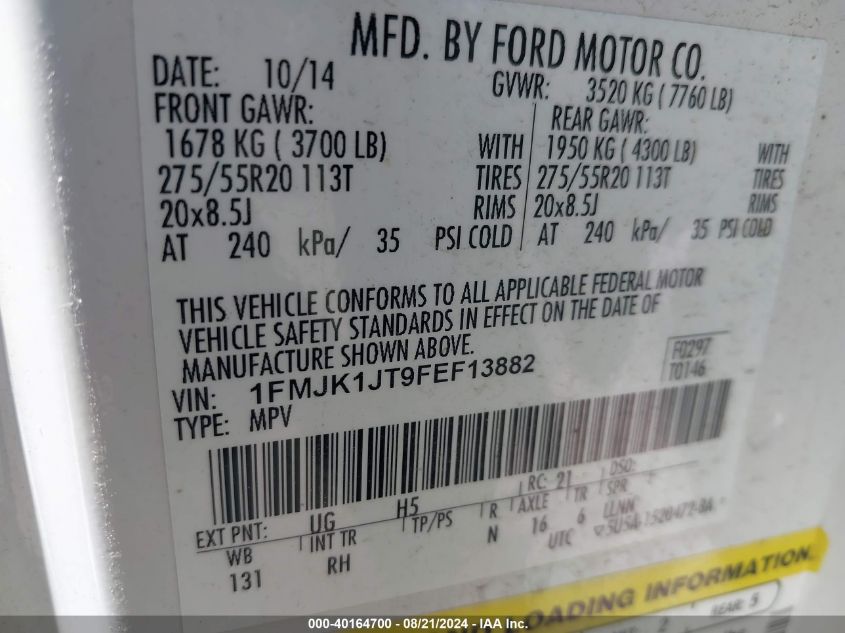 MFD. BY FORD MOTOR CO.
DATE: 10/14 GVWR: 3520 KG ( 7760 LB)
FRONT GAWR: REAR GAWR:
1678 KG ( 3700 LB) WITH 1950 KG ( 4300 LB) WITH
275/55R20 113T TIRES 275/55R20 113T TIRES
20x8.5J RIMS 20x8.5J RIMS
AT 240 kPa/ 35 PSI COLD AT 240 kPa/ 35 PSI COLD
THIS VEHICLE CONFORMS TO ALL APPLICABLE FEDERAL MOTOR
VEHICLE SAFETY STANDARDS IN EFFECT ON THE DATE OF
MANUFACTURE SHOWN ABOVE.
F0297
T0146
VIN: 1FMJK1JT9FEF13882
TYPE: MPV
EXT PNT: UG H5 RC: 21 DSO:
WB INT TR TP/PS R AXLE TR SPR
131 RH N 16 6 LLNN
UTC
LOADING INFORMATION.
2 REAR: 5
000-40164700 - 08/21/2024 - IAA Inc.